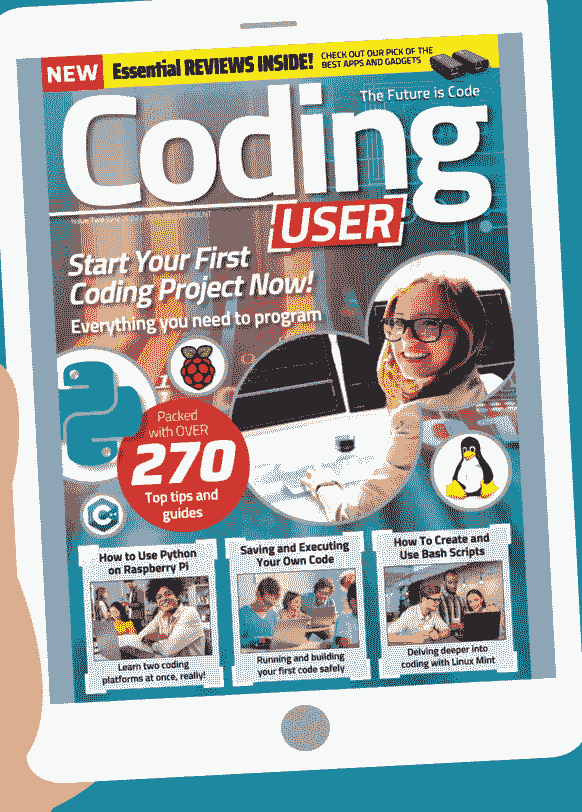 NEW
Essential REVIEWS INSIDE!
CHECK OUT OUR PICK OF THE
BEST APPS AND GADGETS
The Future is Code
Coding
USER
INDEPENDENT
Start Your First
Coding Project Now!
Everything you need to program
Packed
with OVER
270
Top tips and
guides
C++
How to Use Python
on Raspberry Pi
Learn two coding
platforms at once, really!
Saving and Executing
Your Own Code
Running and building
your first code safely
How To Create and
Use Bash Scripts
Delving deeper into
coding with Linux Mint